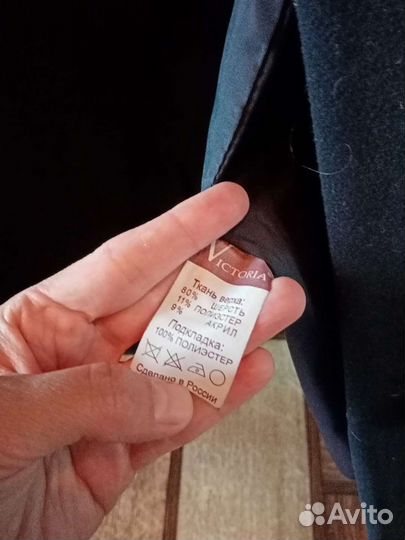 VICTORIA
Ткань верха:
80% ШЕРСТЬ
11% ПОЛИЭСТЕР
9% АКРИЛ
Подкладка:
100% ПОЛИЭСТЕР
Сделано в России
Avito